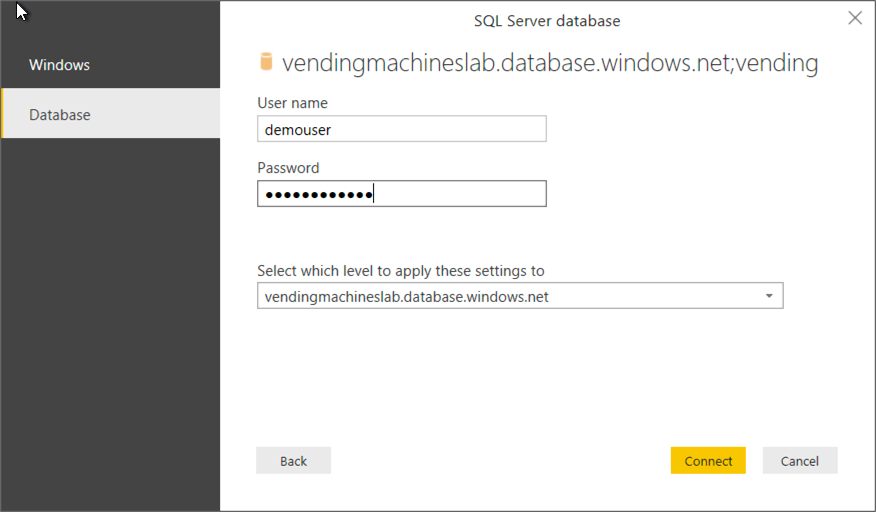 SQL Server database
Windows
Database
vendingmachineslab.database.windows.net;vending
User name
demouser
Password
●●●●●●●●●●●●
Select which level to apply these settings to
vendingmachineslab.database.windows.net
Back
Connect
Cancel